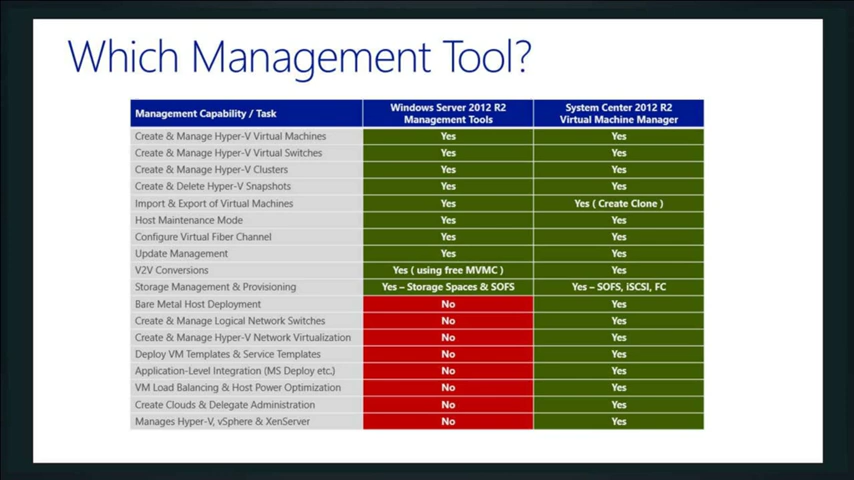 Which Management Tool?
Management Capability / Task
Windows Server 2012 R2
Management Tools
System Center 2012 R2
Virtual Machine Manager
Create & Manage Hyper-V Virtual Machines Yes Yes
Create & Manage Hyper-V Virtual Switches Yes Yes
Create & Manage Hyper-V Clusters Yes Yes
Create & Delete Hyper-V Snapshots Yes Yes
Import & Export of Virtual Machines Yes Yes ( Create Clone )
Host Maintenance Mode Yes Yes
Configure Virtual Fiber Channel Yes Yes
Update Management Yes Yes
V2V Conversions Yes ( using free MVMC ) Yes
Storage Management & Provisioning Yes – Storage Spaces & SOFS Yes – SOFS, iSCSI, FC
Bare Metal Host Deployment No Yes
Create & Manage Logical Network Switches No Yes
Create & Manage Hyper-V Network Virtualization No Yes
Deploy VM Templates & Service Templates No Yes
Application-Level Integration (MS Deploy etc.) No Yes
VM Load Balancing & Host Power Optimization No Yes
Create Clouds & Delegate Administration No Yes
Manages Hyper-V, vSphere & XenServer No Yes